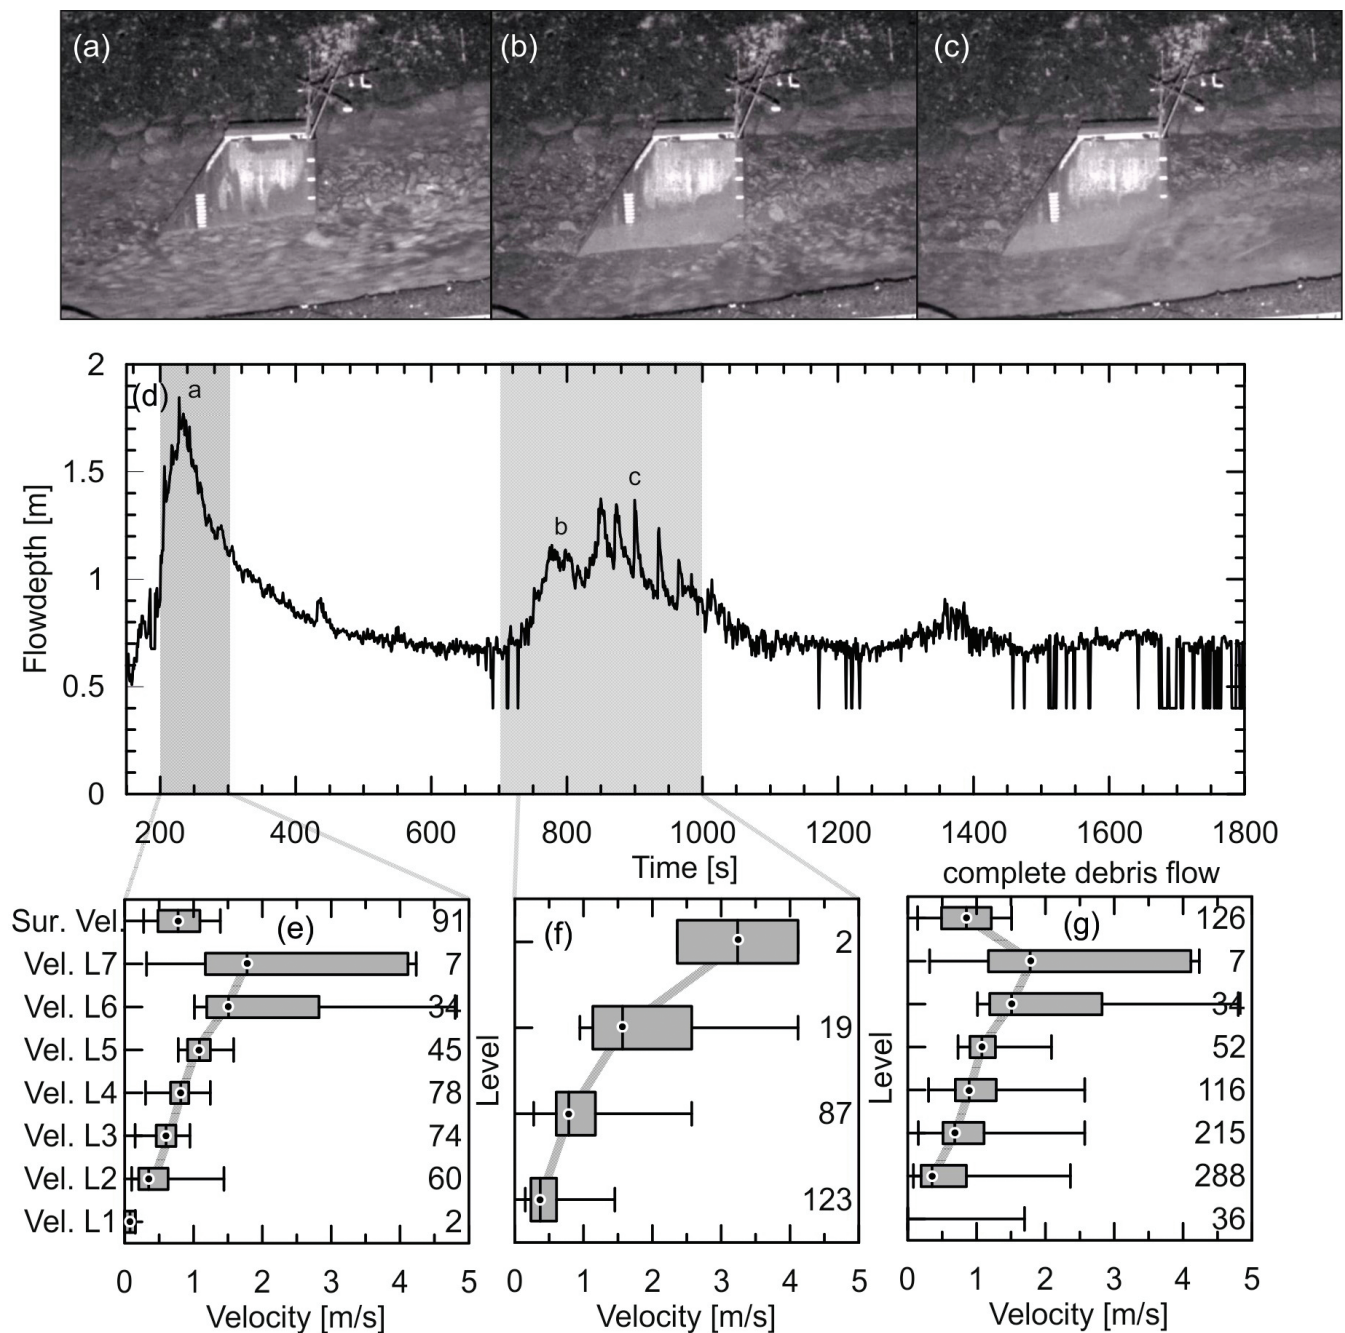 (a) (b) (c)
2
(d) a
1.5
c
b
1
0.5
0
Flowdepth [m]
200 400 600 800 1000 1200 1400 1600 1800
Time [s]
complete debris flow
Sur. Vel. 91
(e)
Vel. L7 7
Vel. L6 34
Vel. L5 45
Vel. L4 78
Vel. L3 74
Vel. L2 60
Vel. L1 2
0 1 2 3 4 5
Velocity [m/s]
Level
(f)
2
19
87
123
0 1 2 3 4 5
Velocity [m/s]
Level
126
(g)
7
34
52
116
215
288
36
0 1 2 3 4 5
Velocity [m/s]